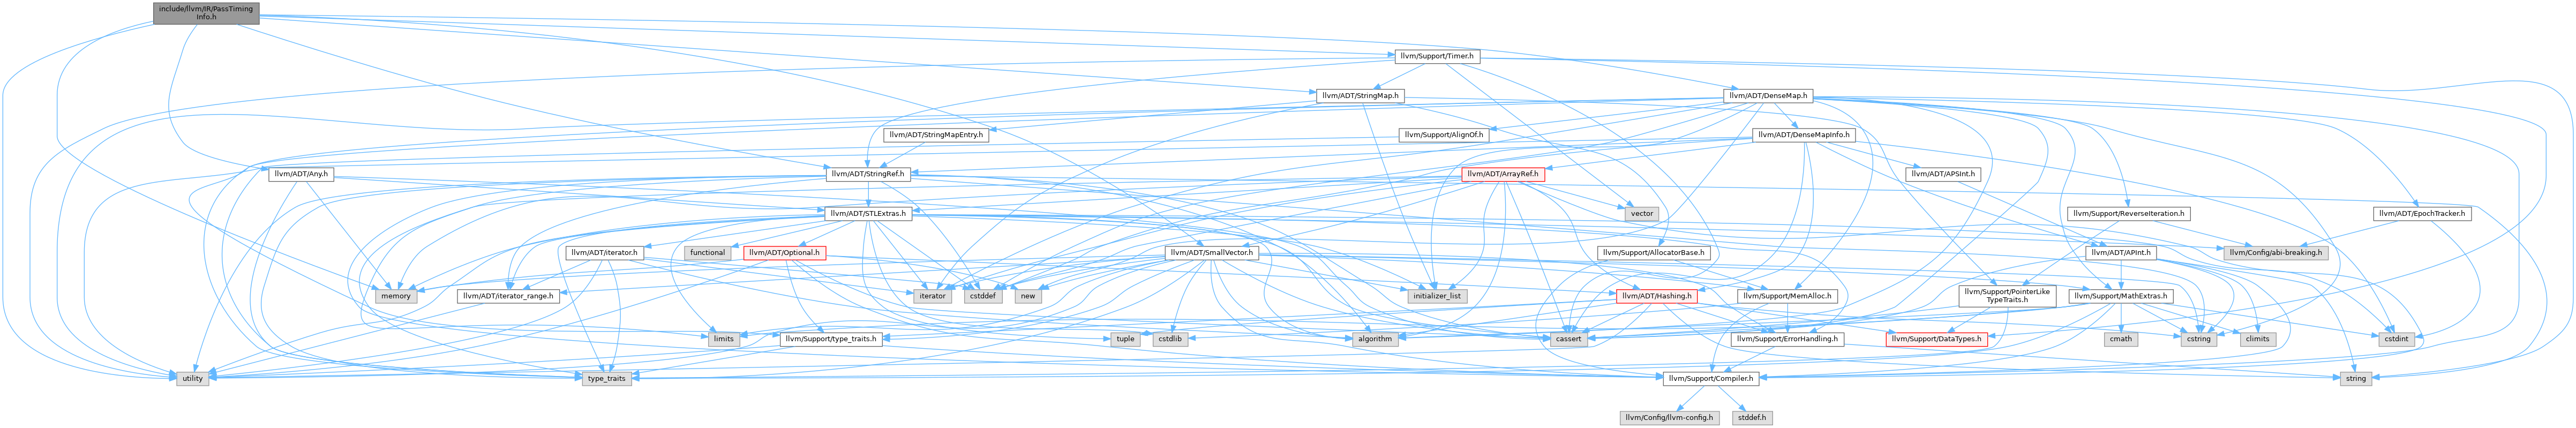 include/llvm/IR/PassTiming
Info.h
llvm/Support/Timer.h
llvm/ADT/StringMap.h
llvm/ADT/DenseMap.h
llvm/ADT/StringMapEntry.h
llvm/Support/AlignOf.h
llvm/ADT/DenseMapInfo.h
llvm/ADT/Any.h
llvm/ADT/StringRef.h
llvm/ADT/ArrayRef.h
llvm/ADT/APSInt.h
vector
llvm/ADT/STLExtras.h
llvm/Support/ReverseIteration.h
llvm/ADT/EpochTracker.h
functional
llvm/ADT/iterator.h
llvm/ADT/Optional.h
llvm/ADT/SmallVector.h
llvm/Support/AllocatorBase.h
llvm/Config/abi-breaking.h
llvm/ADT/APInt.h
memory
llvm/ADT/iterator_range.h
iterator
cstddef
new
initializer_list
llvm/ADT/Hashing.h
llvm/Support/MemAlloc.h
llvm/Support/PointerLike
TypeTraits.h
llvm/Support/MathExtras.h
limits
llvm/Support/type_traits.h
tuple
cstdlib
algorithm
cassert
llvm/Support/ErrorHandling.h
llvm/Support/DataTypes.h
cmath
cstring
climits
cstdint
utility
type_traits
llvm/Support/Compiler.h
string
llvm/Config/llvm-config.h
stddef.h